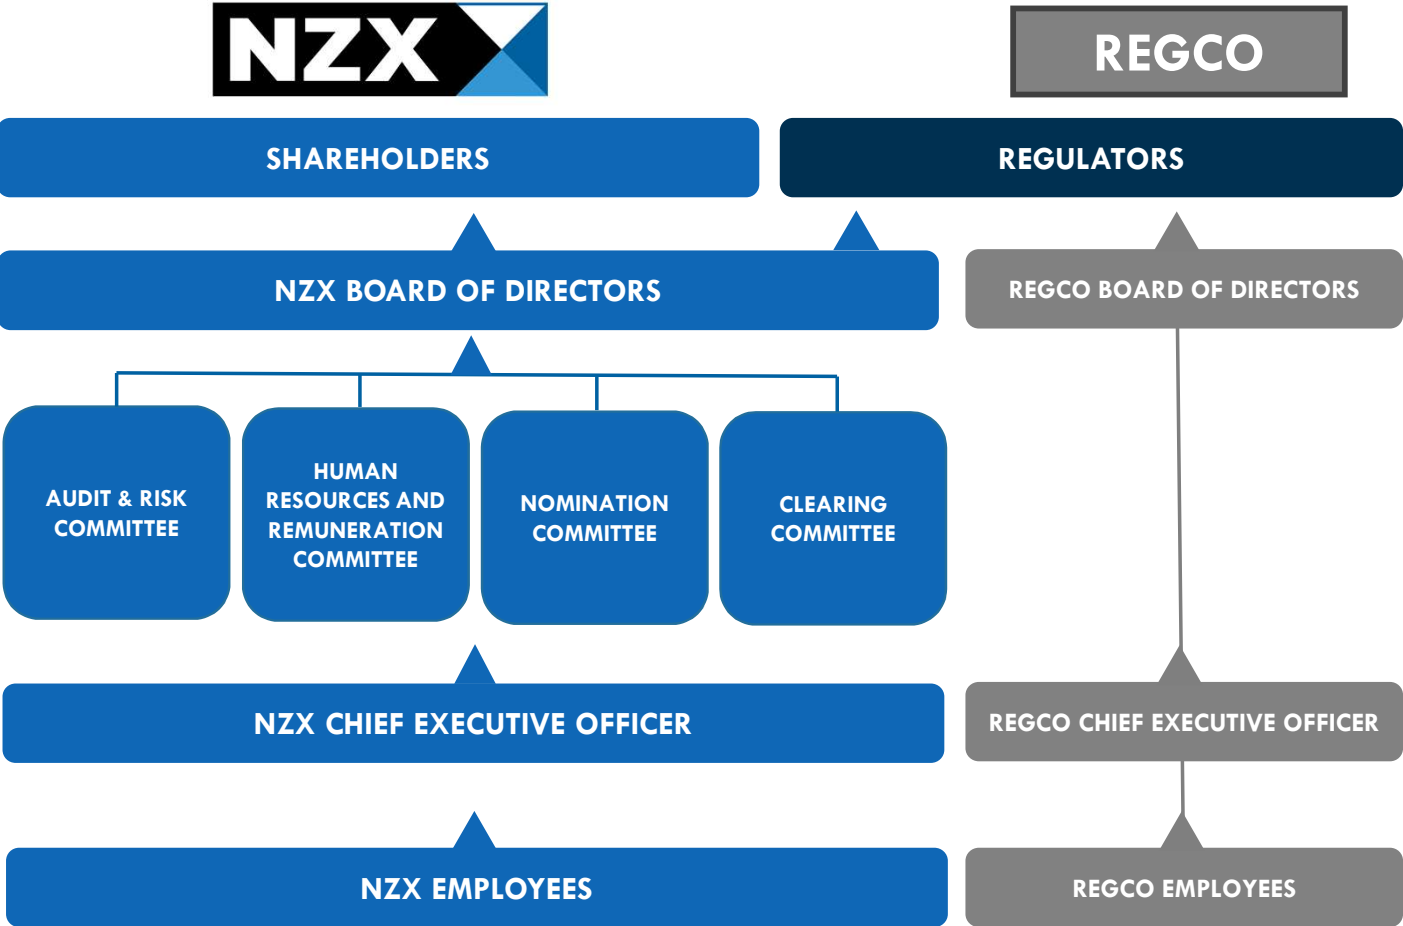 NZX
REGCO
SHAREHOLDERS
REGULATORS
NZX BOARD OF DIRECTORS
REGCO BOARD OF DIRECTORS
AUDIT & RISK
COMMITTEE
HUMAN
RESOURCES AND
REMUNERATION
COMMITTEE
NOMINATION
COMMITTEE
CLEARING
COMMITTEE
NZX CHIEF EXECUTIVE OFFICER
REGCO CHIEF EXECUTIVE OFFICER
NZX EMPLOYEES
REGCO EMPLOYEES